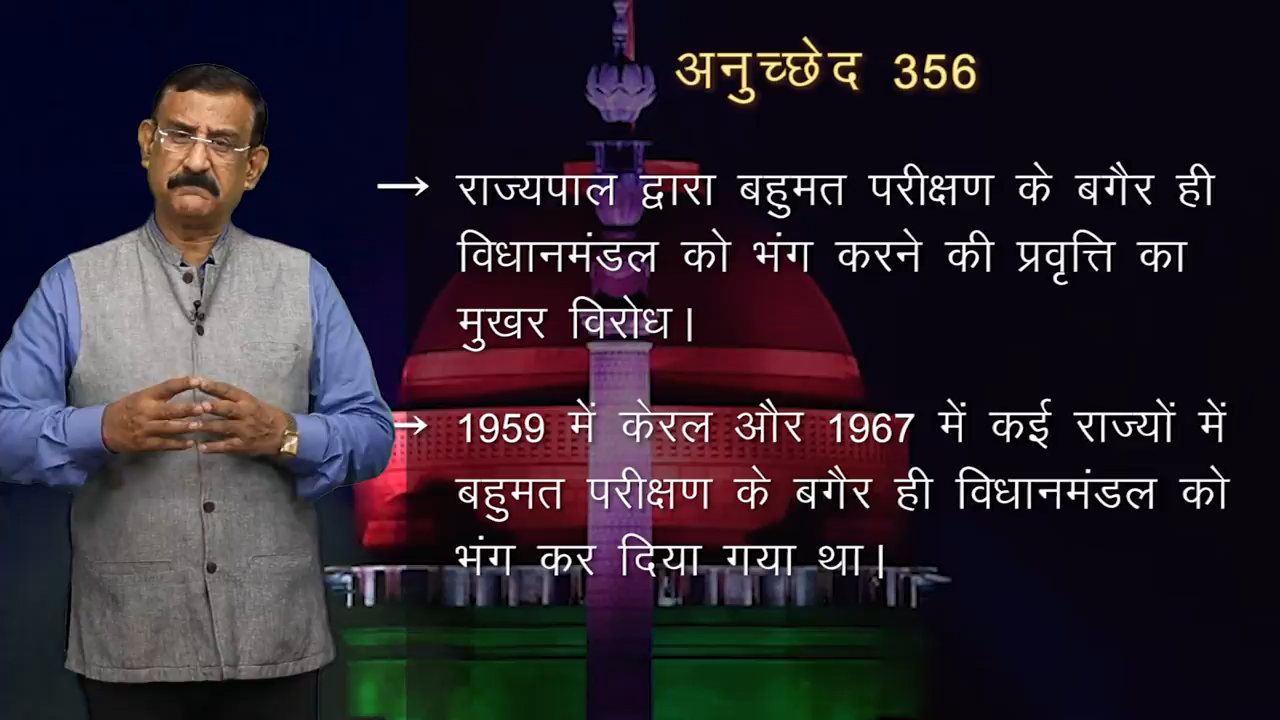 अनुच्छेद 356
→ राज्यपाल द्वारा बहुमत परीक्षण के बगैर ही
विधानमंडल को भंग करने की प्रवृत्ति का
मुखर विरोध।
→ 1959 में केरल और 1967 में कई राज्यों में
बहुमत परीक्षण के बगैर ही विधानमंडल को
भंग कर दिया गया था।